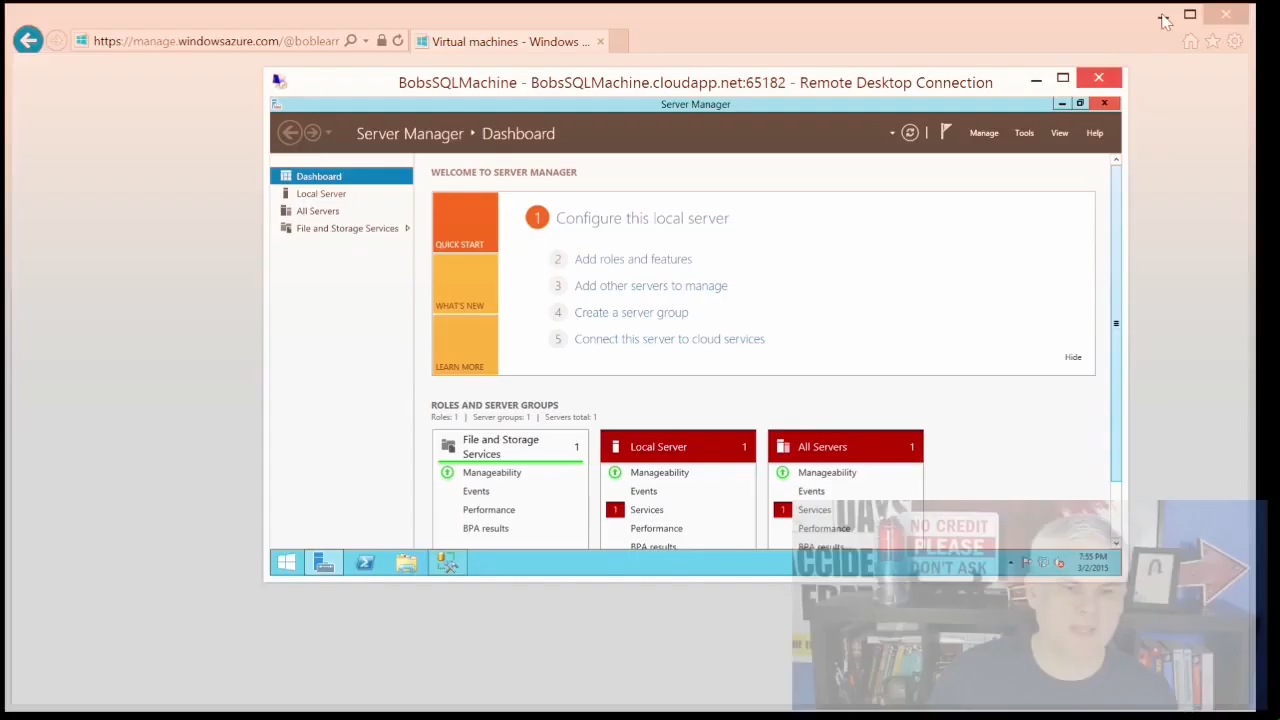 https://manage.windowsazure.com/@boblearr
Virtual machines - Windows ...
BobsSQLMachine - BobsSQLMachine.cloudapp.net:65182 - Remote Desktop Connection
Server Manager
Server Manager • Dashboard
Manage Tools View Help
Dashboard
Local Server
All Servers
File and Storage Services
WELCOME TO SERVER MANAGER
QUICK START
WHAT'S NEW
LEARN MORE
1 Configure this local server
2 Add roles and features
3 Add other servers to manage
4 Create a server group
5 Connect this server to cloud services
Hide
ROLES AND SERVER GROUPS
Roles: 1 | Server groups: 1 | Servers total: 1
File and Storage
Services
1
Manageability
Events
Performance
BPA results
Local Server 1
Manageability
Events
1 Services
Performance
BPA results
All Servers 1
Manageability
Events
1 Services
Performance
BPA results
7:55 PM
3/2/2015
DAYS
ACCIDE
NO CREDIT
PLEASE
DON'T ASK